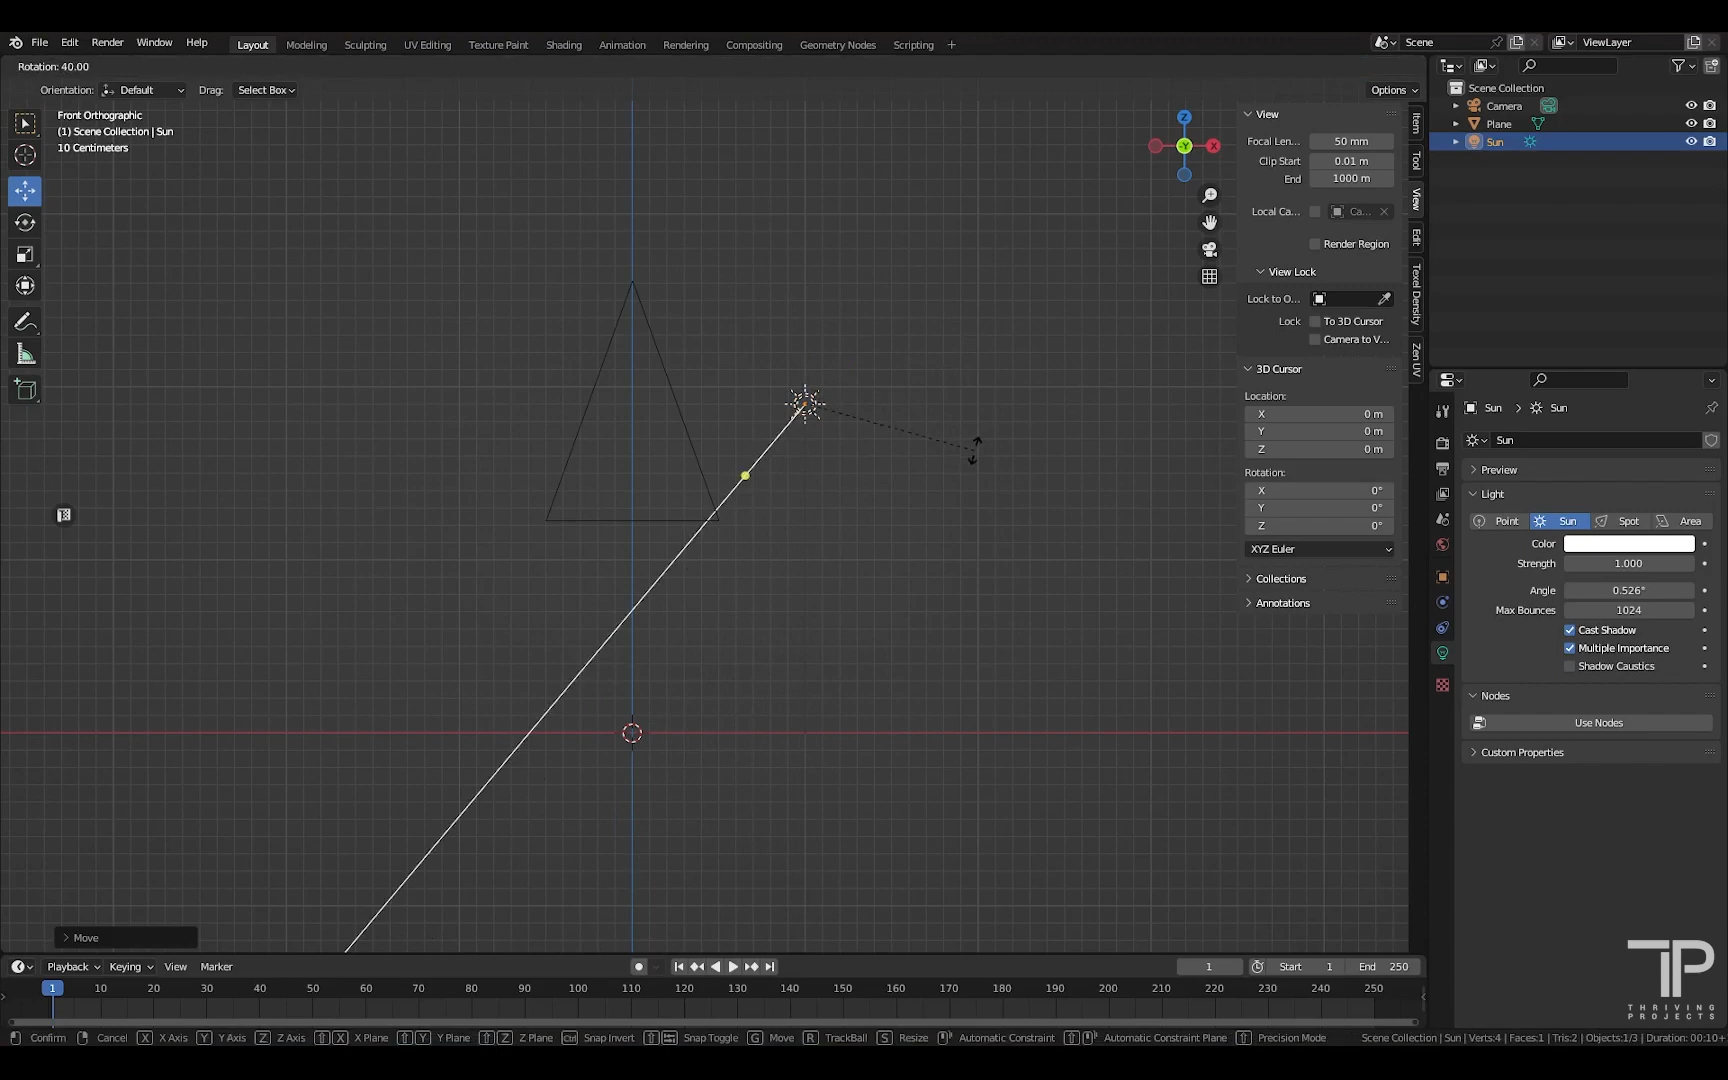 File Edit Render Window Help Layout Modeling Sculpting UV Editing Texture Paint Shading Animation Rendering Compositing Geometry Nodes Scripting + Scene ViewLayer
Rotation: 40.00
Orientation: Default Drag: Select Box Options
Front Orthographic
(1) Scene Collection | Sun
10 Centimeters
Z
-Y
X
View
Focal Len... 50 mm
Clip Start 0.01 m
End 1000 m
Local Ca... Ca...
Render Region
View Lock
Lock to O...
Lock To 3D Cursor
Camera to V...
3D Cursor
Location:
X 0 m
Y 0 m
Z 0 m
Rotation:
X 0°
Y 0°
Z 0°
XYZ Euler
Collections
Annotations
Item
Tool
View
Edit
Texel Density
Zen UV
Scene Collection
Camera
Plane
Sun
Sun > Sun
Sun
Preview
Light
Point Sun Spot Area
Color
Strength 1.000
Angle 0.526°
Max Bounces 1024
Cast Shadow
Multiple Importance
Shadow Caustics
Nodes
Use Nodes
Custom Properties
Move
Playback Keying View Marker 1 Start 1 End 250
1 10 20 30 40 50 60 70 80 90 100 110 120 130 140 150 160 170 180 190 200 210 220 230 240 250
TP
THRIVING
PROJECTS
Confirm Cancel X X Axis Y Y Axis Z Z Axis X X Plane Y Y Plane Z Z Plane Ctrl Snap Invert Snap Toggle G Move R TrackBall S Resize Automatic Constraint Automatic Constraint Plane Precision Mode Scene Collection | Sun | Verts:4 | Faces:1 | Tris:2 | Objects:1/3 | Duration: 00:10+